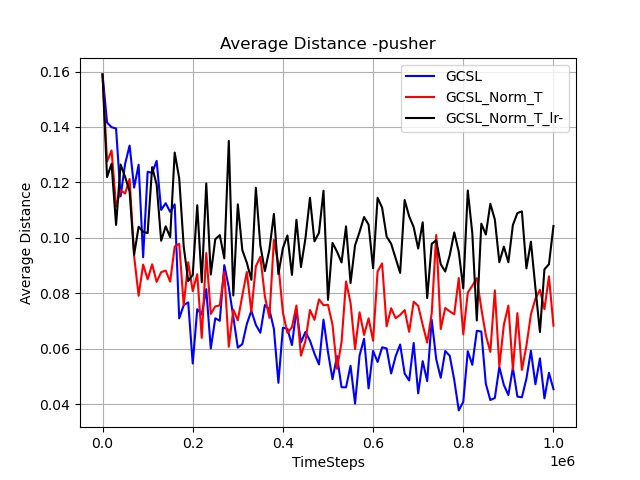 Average Distance -pusher
GCSL
GCSL_Norm_T
GCSL_Norm_T_lr-
Average Distance
0.16
0.14
0.12
0.10
0.08
0.06
0.04
0.0 0.2 0.4 0.6 0.8 1.0
TimeSteps
1e6